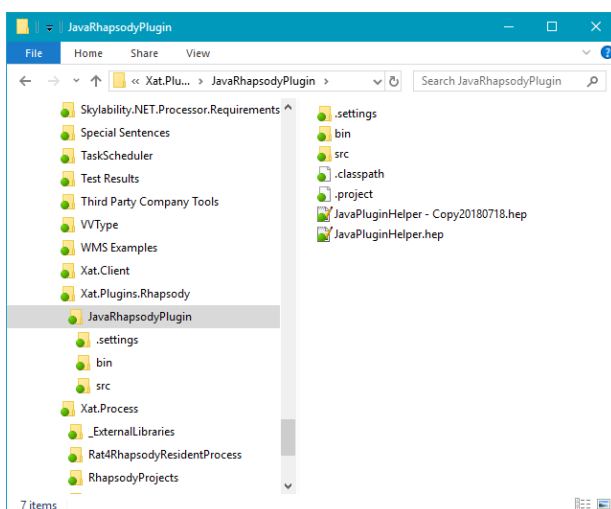 JavaRhapsodyPlugin
File Home Share View
« Xat.Plu... > JavaRhapsodyPlugin > Search JavaRhapsodyPlugin
Skylability.NET.Processor.Requirements
Special Sentences
TaskScheduler
Test Results
Third Party Company Tools
VVType
WMS Examples
Xat.Client
Xat.Plugins.Rhapsody
JavaRhapsodyPlugin
.settings
bin
src
Xat.Process
_ExternalLibraries
Rat4RhapsodyResidentProcess
RhapsodyProjects
.settings
bin
src
.classpath
.project
JavaPluginHelper - Copy20180718.hep
JavaPluginHelper.hep
7 items